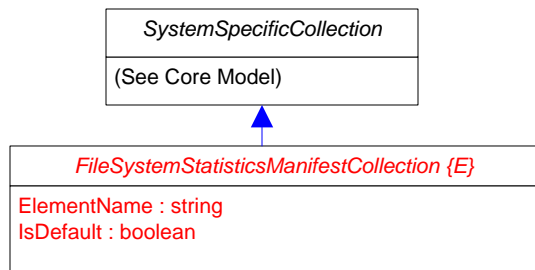 SystemSpecificCollection
(See Core Model)
FileSystemStatisticsManifestCollection {E}
ElementName : string
IsDefault : boolean